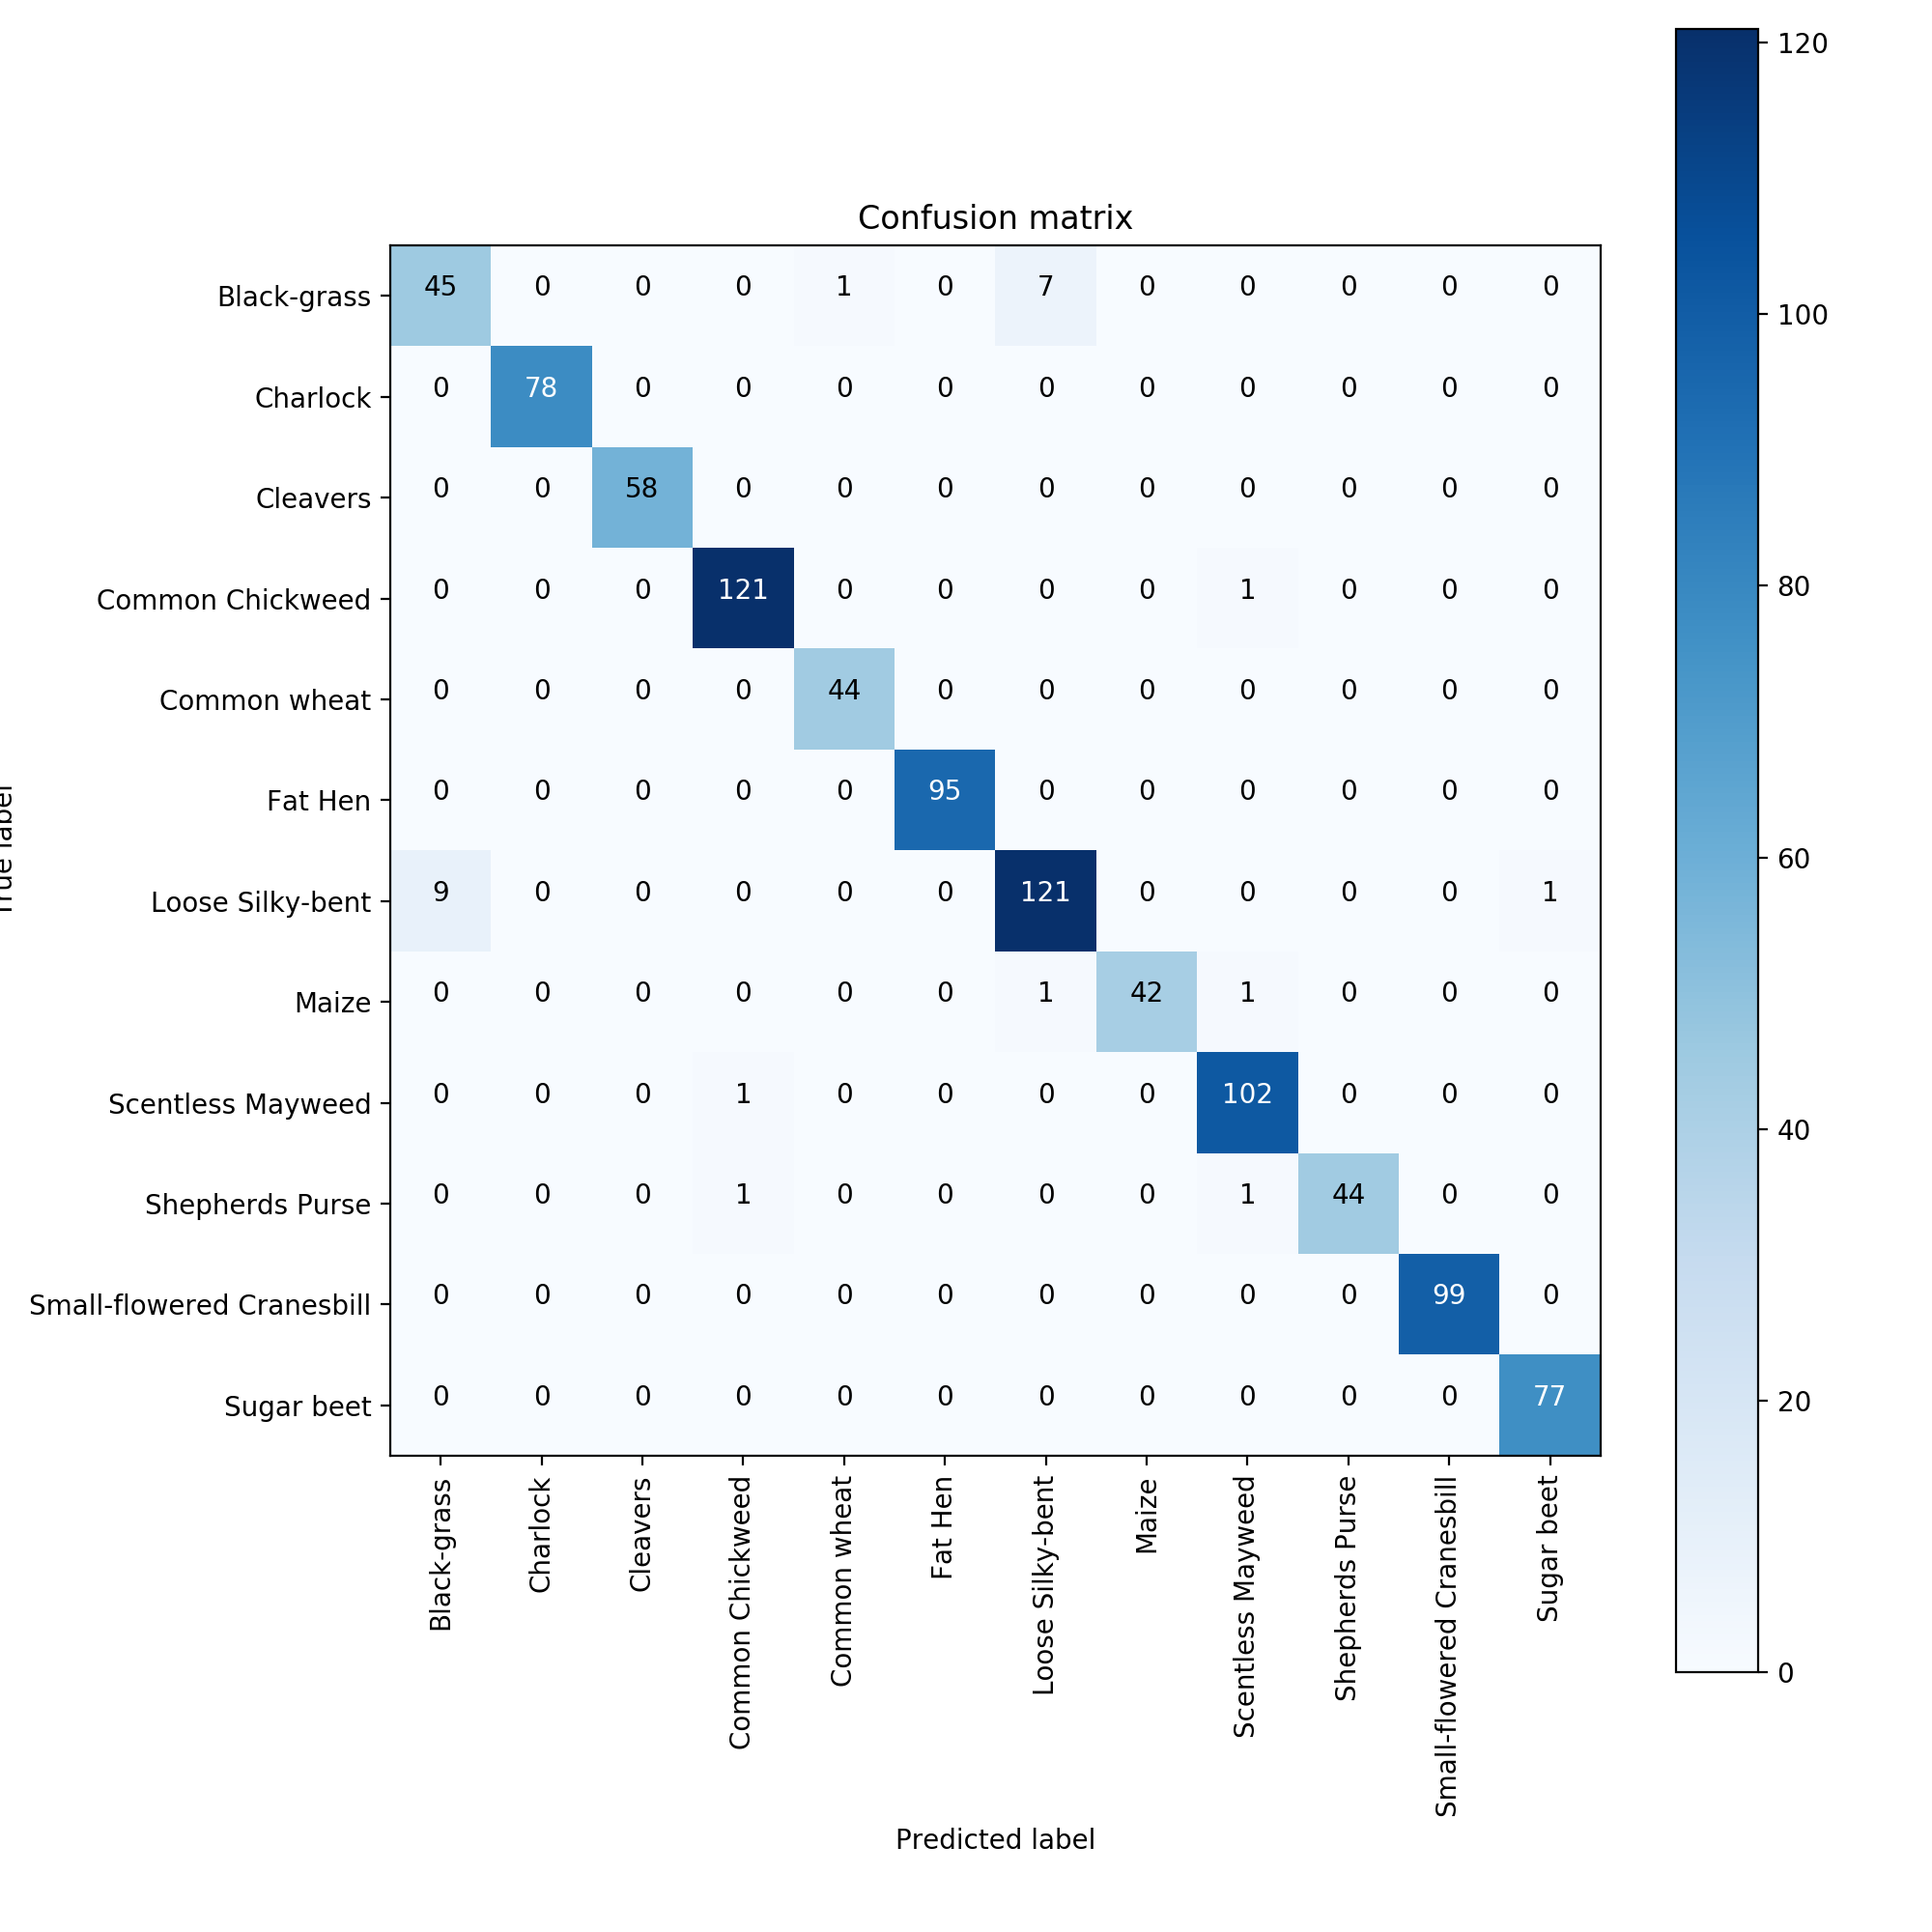 Confusion matrix
Black-grass 45 0 0 0 1 0 7 0 0 0 0 0
Charlock 0 78 0 0 0 0 0 0 0 0 0 0
Cleavers 0 0 58 0 0 0 0 0 0 0 0 0
Common Chickweed 0 0 0 121 0 0 0 0 1 0 0 0
Common wheat 0 0 0 0 44 0 0 0 0 0 0 0
Fat Hen 0 0 0 0 0 95 0 0 0 0 0 0
Loose Silky-bent 9 0 0 0 0 0 121 0 0 0 0 1
Maize 0 0 0 0 0 0 1 42 1 0 0 0
Scentless Mayweed 0 0 0 1 0 0 0 0 102 0 0 0
Shepherds Purse 0 0 0 1 0 0 0 0 1 44 0 0
Small-flowered Cranesbill 0 0 0 0 0 0 0 0 0 0 99 0
Sugar beet 0 0 0 0 0 0 0 0 0 0 0 77
True label
Black-grass
Charlock
Cleavers
Common Chickweed
Common wheat
Fat Hen
Loose Silky-bent
Maize
Scentless Mayweed
Shepherds Purse
Small-flowered Cranesbill
Sugar beet
Predicted label
120
100
80
60
40
20
0